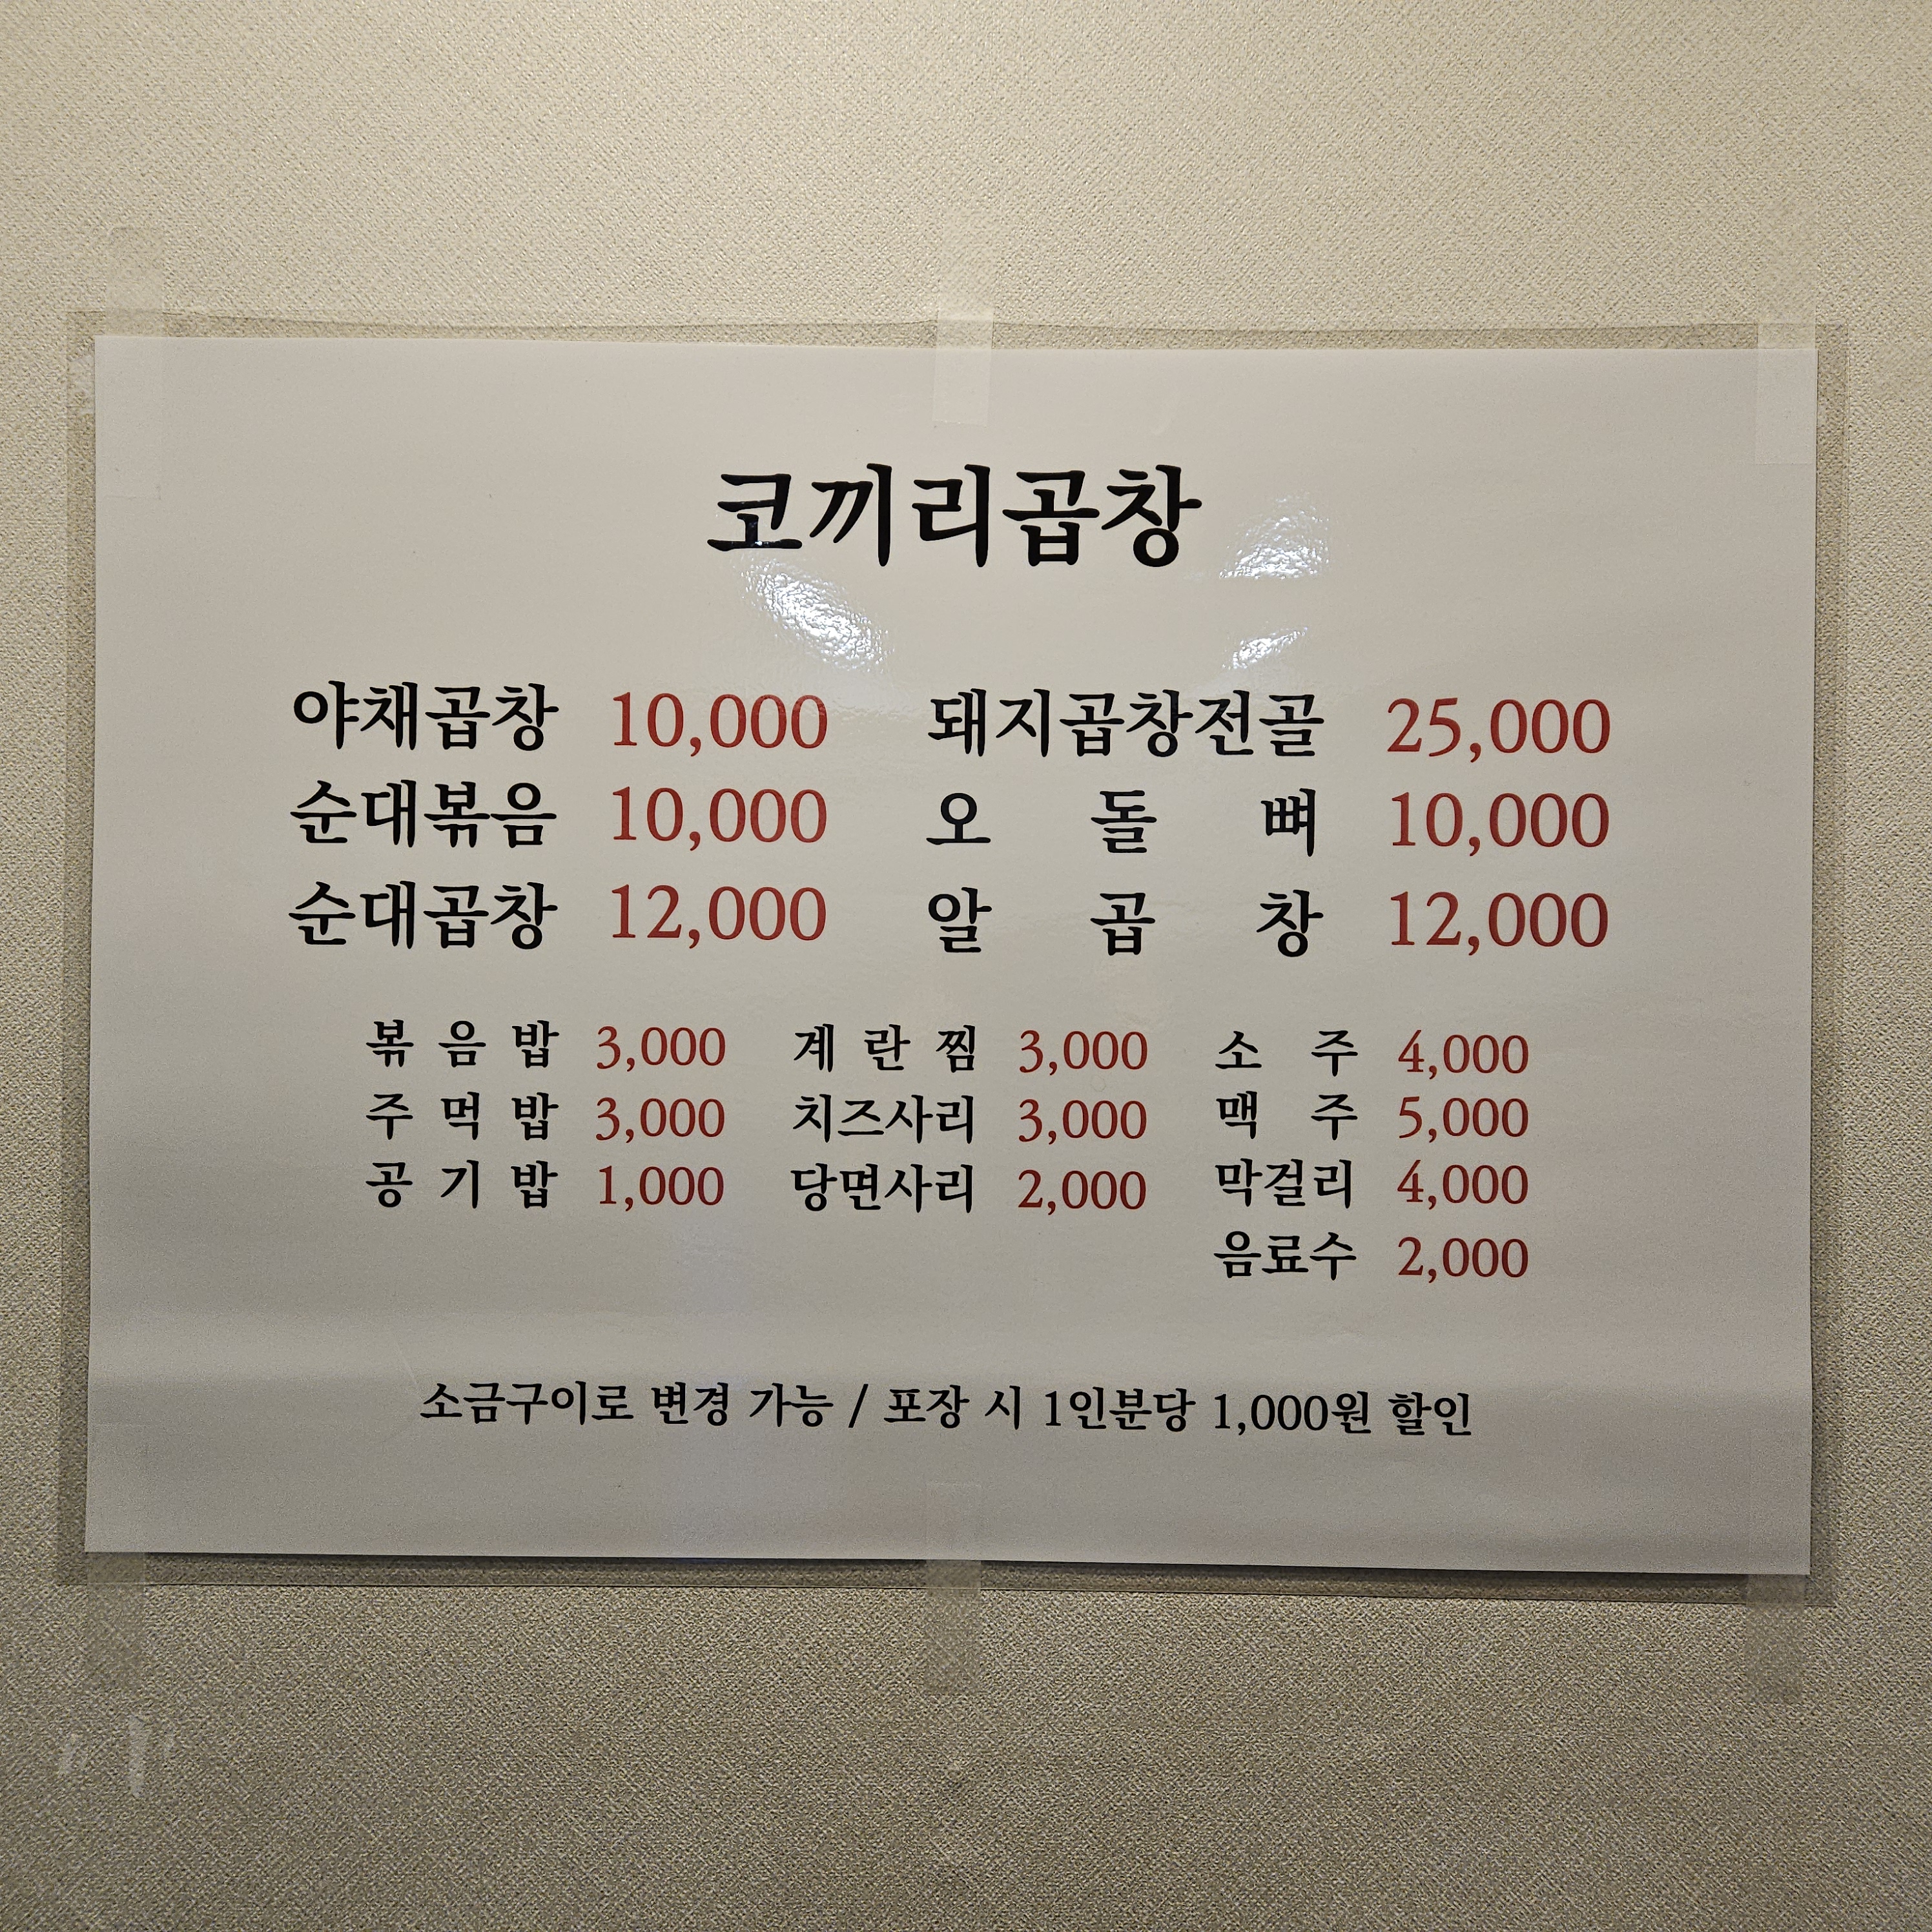 코끼리곱창
야채곱창 10,000 돼지곱창전골 25,000
순대볶음 10,000 오 돌 뼈 10,000
순대곱창 12,000 알 곱 창 12,000
볶 음 밥 3,000 계 란 찜 3,000 소 주 4,000
주 먹 밥 3,000 치즈사리 3,000 맥 주 5,000
공 기 밥 1,000 당면사리 2,000 막걸리 4,000
음료수 2,000
소금구이로 변경 가능 / 포장 시 1인분당 1,000원 할인